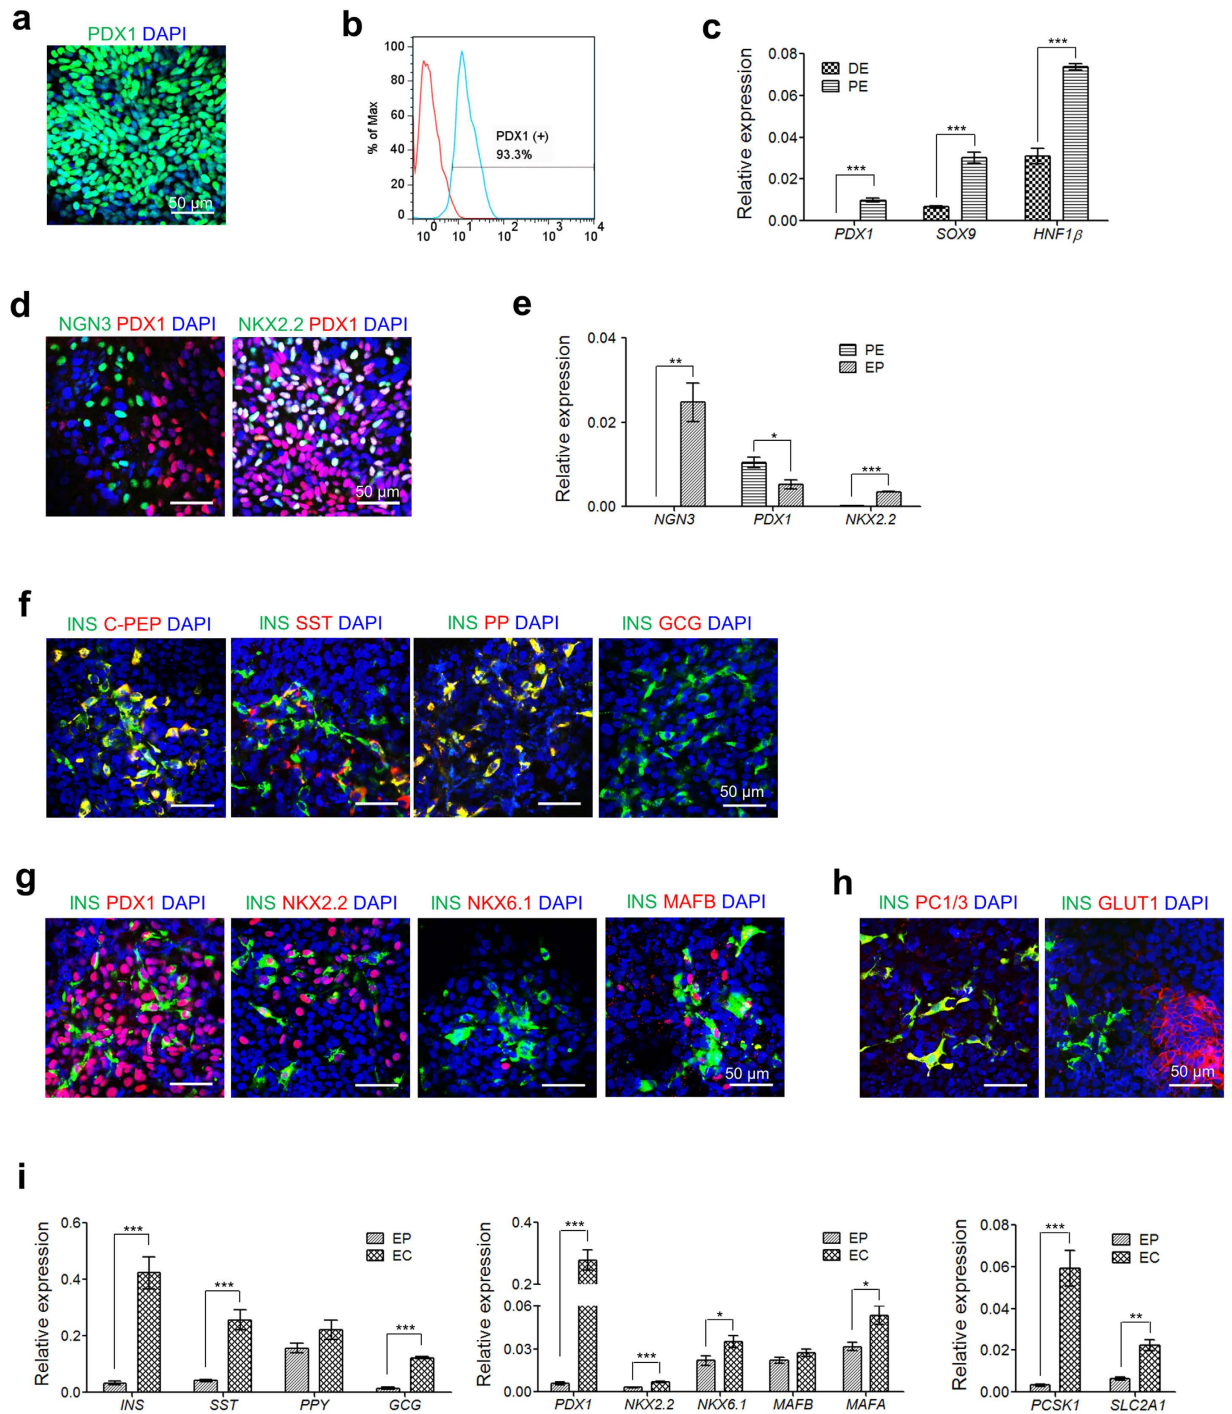 a
PDX1 DAPI
50 µm
b
% of Max
100
80
60
40
20
0
PDX1 (+)
93.3%
10^0 10^1 10^2 10^3 10^4
c
Relative expression
0.08
0.06
0.04
0.02
0.00
DE
PE
***
***
***
PDX1 SOX9 HNF1β
d
NGN3 PDX1 DAPI
NKX2.2 PDX1 DAPI
50 µm
e
Relative expression
0.04
0.02
0.00
PE
EP
**
*
***
NGN3 PDX1 NKX2.2
f
INS C-PEP DAPI
INS SST DAPI
INS PP DAPI
INS GCG DAPI
50 µm
g
INS PDX1 DAPI
INS NKX2.2 DAPI
INS NKX6.1 DAPI
INS MAFB DAPI
50 µm
h
INS PC1/3 DAPI
INS GLUT1 DAPI
50 µm
i
Relative expression
0.6
0.4
0.2
0.0
EP
EC
***
***
***
INS SST PPY GCG
Relative expression
0.4
0.2
0.06
0.03
0.00
EP
EC
***
***
*
*
PDX1 NKX2.2 NKX6.1 MAFB MAFA
Relative expression
0.08
0.06
0.04
0.02
0.00
EP
EC
***
**
PCSK1 SLC2A1